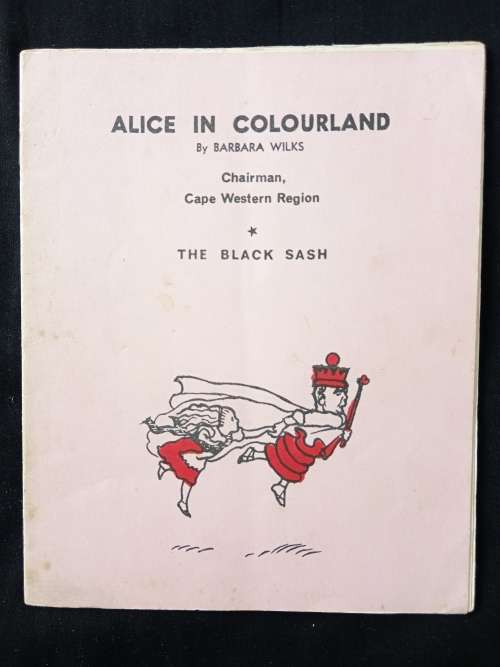 ALICE IN COLOURLAND
By BARBARA WILKS
Chairman,
Cape Western Region
★
THE BLACK SASH